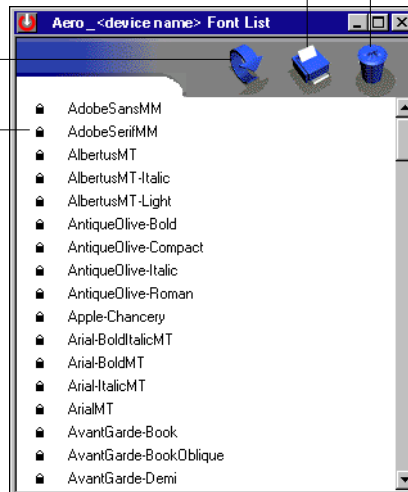 Aero_<device name> Font List
AdobeSansMM
AdobeSerifMM
AlbertusMT
AlbertusMT-Italic
AlbertusMT-Light
AntiqueOlive-Bold
AntiqueOlive-Compact
AntiqueOlive-Italic
AntiqueOlive-Roman
Apple-Chancery
Arial-BoldItalicMT
Arial-BoldMT
Arial-ItalicMT
ArialMT
AvantGarde-Book
AvantGarde-BookOblique
AvantGarde-Demi